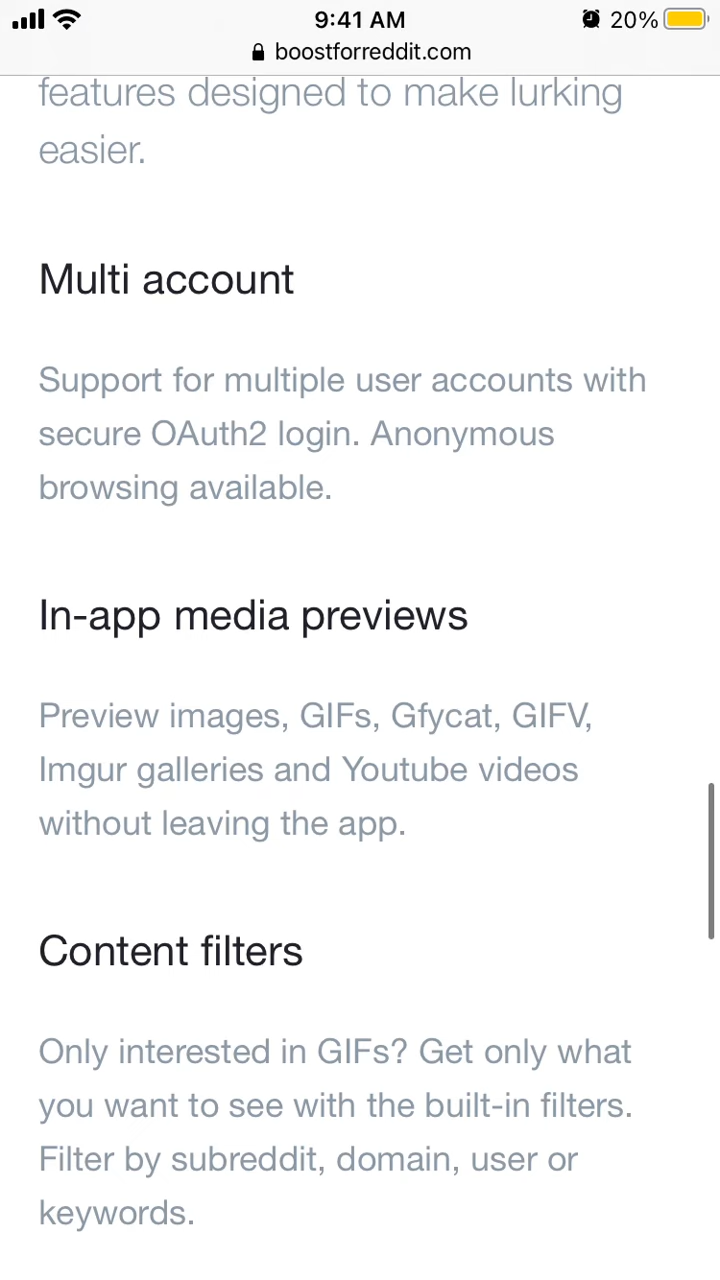 9:41 AM
20%
boostforreddit.com
features designed to make lurking
easier.
Multi account
Support for multiple user accounts with
secure OAuth2 login. Anonymous
browsing available.
In-app media previews
Preview images, GIFs, Gfycat, GIFV,
Imgur galleries and Youtube videos
without leaving the app.
Content filters
Only interested in GIFs? Get only what
you want to see with the built-in filters.
Filter by subreddit, domain, user or
keywords.